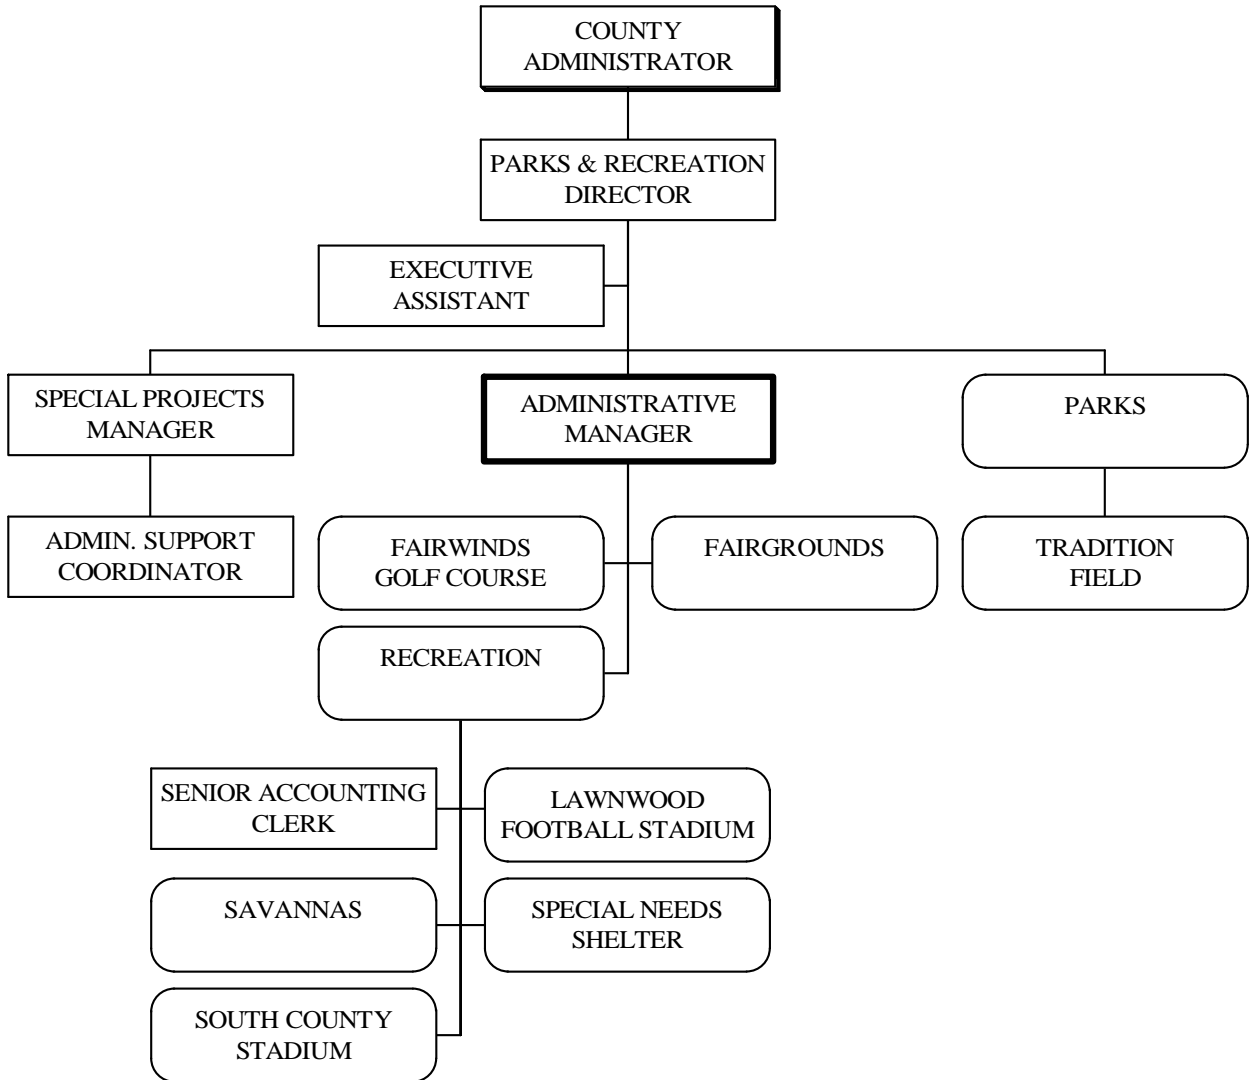 COUNTY
ADMINISTRATOR
PARKS & RECREATION
DIRECTOR
EXECUTIVE
ASSISTANT
SPECIAL PROJECTS
MANAGER
ADMINISTRATIVE
MANAGER
PARKS
ADMIN. SUPPORT
COORDINATOR
FAIRWINDS
GOLF COURSE
FAIRGROUNDS
TRADITION
FIELD
RECREATION
SENIOR ACCOUNTING
CLERK
LAWNWOOD
FOOTBALL STADIUM
SAVANNAS
SPECIAL NEEDS
SHELTER
SOUTH COUNTY
STADIUM